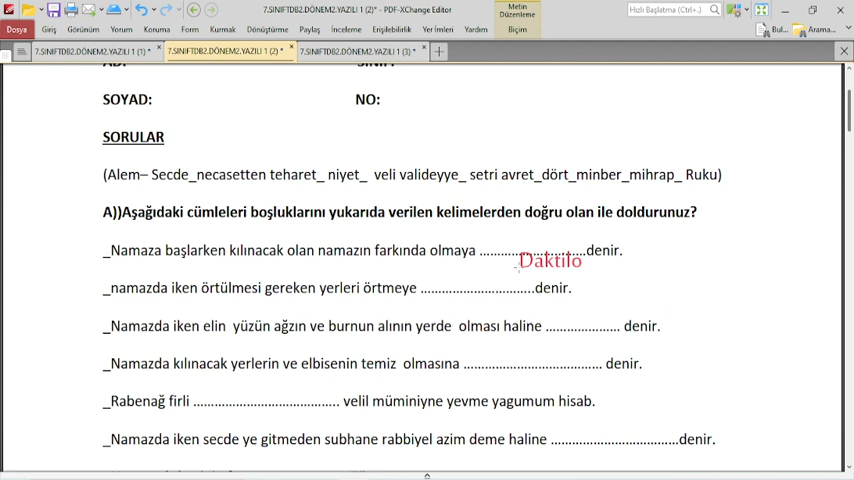 7.SINIFTDB2.DÖNEM2.YAZILI 1 (2)* - PDF-XChange Editor
Metin Düzenleme
Hızlı Başlatma (Ctrl+.)
Dosya Giriş Görünüm Yorum Koruma Form Kurmak Dönüştürme Paylaş İnceleme Erişilebilirlik Yer İmleri Yardım Biçim Bul... Arama...
7.SINIFTDB2.DÖNEM2.YAZILI 1 (1) * 7.SINIFTDB2.DÖNEM2.YAZILI 1 (2) * 7.SINIFTDB2.DÖNEM2.YAZILI 1 (3) *
SOYAD: NO:
SORULAR
(Alem– Secde_necasetten teharet_ niyet_ veli valideyye_ setri avret_dört_minber_mihrap_ Ruku)
A))Aşağıdaki cümleleri boşluklarını yukarıda verilen kelimelerden doğru olan ile doldurunuz?
_Namaza başlarken kılınacak olan namazın farkında olmaya ............................denir.
Daktilo
_namazda iken örtülmesi gereken yerleri örtmeye ..............................denir.
_Namazda iken elin yüzün ağzın ve burnun alının yerde olması haline .................... denir.
_Namazda kılınacak yerlerin ve elbisenin temiz olmasına .................................... denir.
_Rabenağ firli ...................................... velil müminiyne yevme yagumum hisab.
_Namazda iken secde ye gitmeden subhane rabbiyel azim deme haline .................................denir.